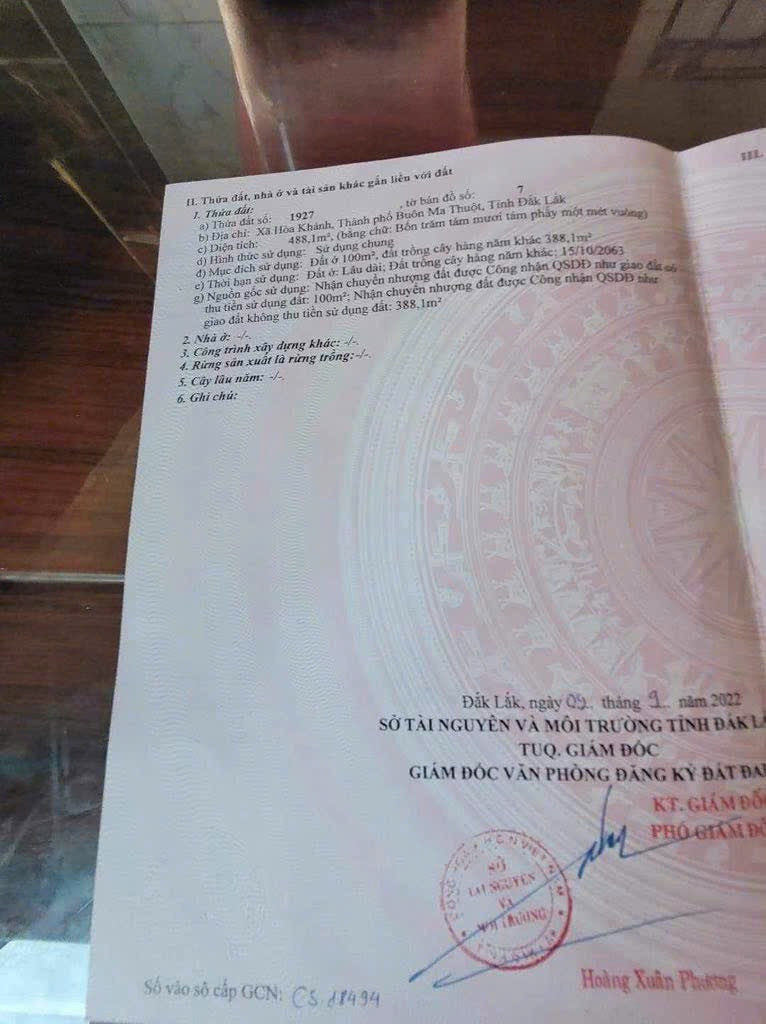 III.
II. Thửa đất, nhà ở và tài sản khác gắn liền với đất
1. Thửa đất:
a) Thửa đất số: 1927 , tờ bản đồ số: 7
b) Địa chỉ: Xã Hòa Khánh, Thành phố Buôn Ma Thuột, Tỉnh Đắk Lắk
c) Diện tích: 488,1m², (bằng chữ: Bốn trăm tám mươi tám phẩy một mét vuông)
d) Hình thức sử dụng: Sử dụng chung
đ) Mục đích sử dụng: Đất ở 100m², đất trồng cây hàng năm khác 388,1m²
e) Thời hạn sử dụng: Đất ở: Lâu dài; Đất trồng cây hàng năm khác: 15/10/2063
g) Nguồn gốc sử dụng: Nhận chuyển nhượng đất được Công nhận QSDĐ như giao đất có
thu tiền sử dụng đất: 100m²; Nhận chuyển nhượng đất được Công nhận QSDĐ như
giao đất không thu tiền sử dụng đất: 388,1m²
2. Nhà ở: -/-.
3. Công trình xây dựng khác: -/-.
4. Rừng sản xuất là rừng trồng:-/-.
5. Cây lâu năm: -/-.
6. Ghi chú:
Đắk Lắk, ngày 09.. tháng 9... năm 2022
SỞ TÀI NGUYÊN VÀ MÔI TRƯỜNG TỈNH ĐẮK
TUQ. GIÁM ĐỐC
GIÁM ĐỐC VĂN PHÒNG ĐĂNG KÝ ĐẤT ĐAI
KT. GIÁM ĐỐC
PHÓ GIÁM ĐỐC
SỞ
TÀI NGUYÊN
VÀ
MÔI TRƯỜNG
Hoàng Xuân Phương
Số vào sổ cấp GCN: CS 18494